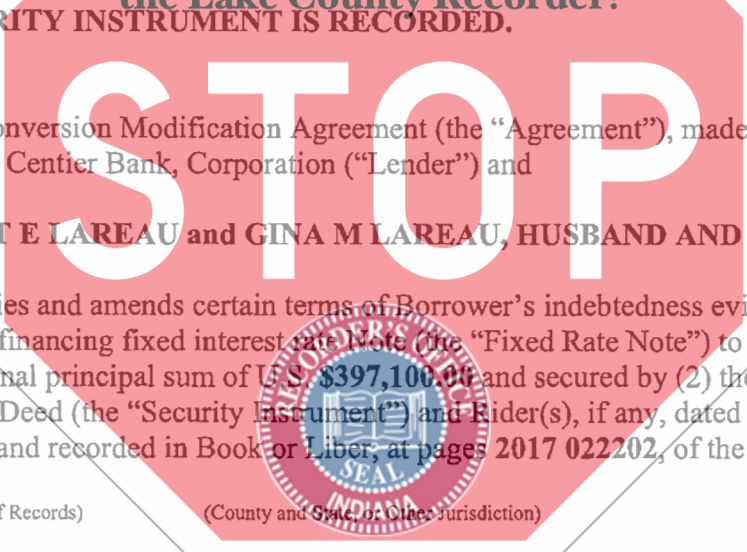 the Lake County Recorder!
RITY INSTRUMENT IS RECORDED.
STOP
onversion Modification Agreement (the “Agreement”), made
Centier Bank, Corporation (“Lender”) and
T E LAREAU and GINA M LAREAU, HUSBAND AND
ies and amends certain terms of Borrower’s indebtedness evi
financing fixed interest rate Note (the “Fixed Rate Note”) to
nal principal sum of U.S. $397,100.00 and secured by (2) the
Deed (the “Security Instrument”) and Rider(s), if any, dated
and recorded in Book or Liber, at pages 2017 022202, of the
RECORDER'S OFFICE
SEAL
INDIANA
f Records)
(County and State, or Other Jurisdiction)